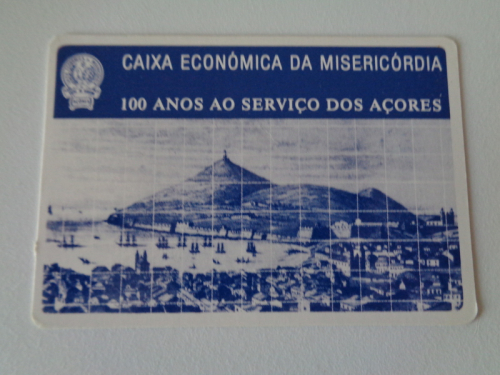 CAIXA ECONÓMICA DA MISERICÓRDIA
100 ANOS AO SERVIÇO DOS AÇORES